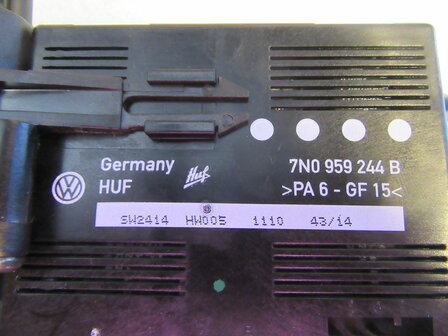 Germany Huf 7N0 959 244 B
HUF >PA 6 - GF 15<
SW2414 HW005 1110 43/14